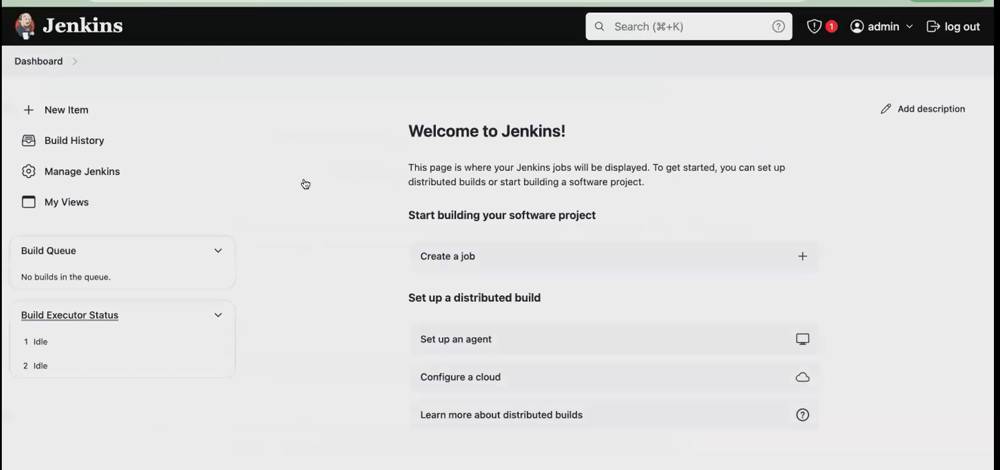 Jenkins
Search (⌘+K)
1
admin
log out
Dashboard
New Item
Build History
Manage Jenkins
My Views
Build Queue
No builds in the queue.
Build Executor Status
1 Idle
2 Idle
Add description
Welcome to Jenkins!
This page is where your Jenkins jobs will be displayed. To get started, you can set up
distributed builds or start building a software project.
Start building your software project
Create a job
Set up a distributed build
Set up an agent
Configure a cloud
Learn more about distributed builds